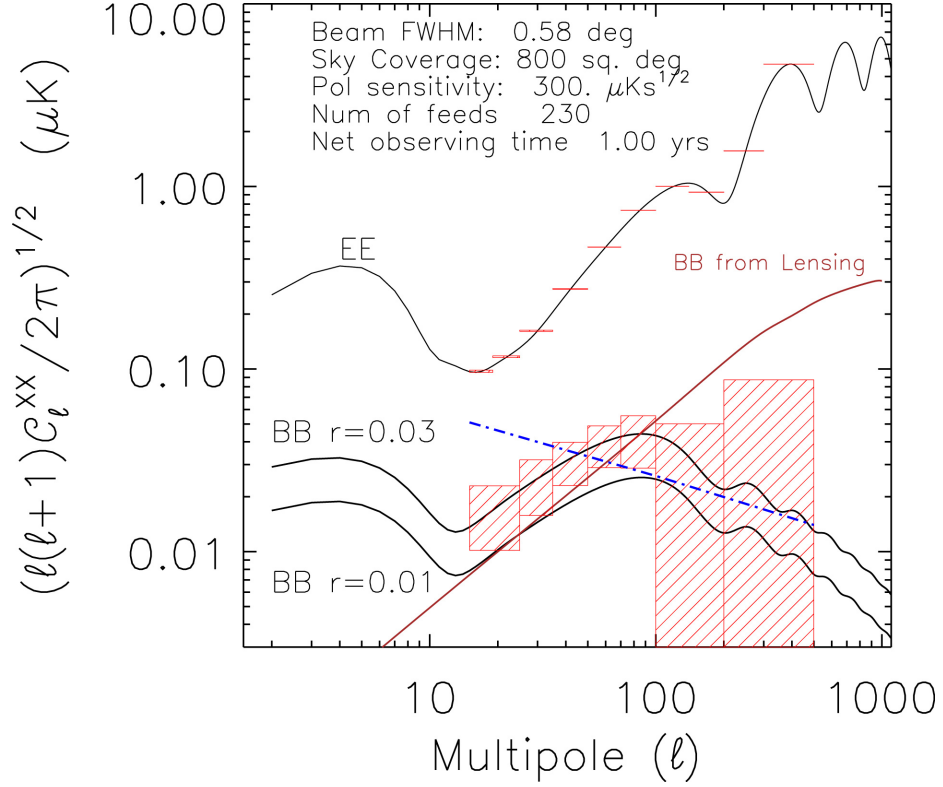 Beam FWHM: 0.58 deg
Sky Coverage: 800 sq. deg
Pol sensitivity: 300. μKs^1/2
Num of feeds 230
Net observing time 1.00 yrs
10.00
1.00
0.10
0.01
(ℓ(ℓ+1)C_ℓ^XX/2π)^1/2 (μK)
EE
BB from Lensing
BB r=0.03
BB r=0.01
10
100
1000
Multipole (ℓ)